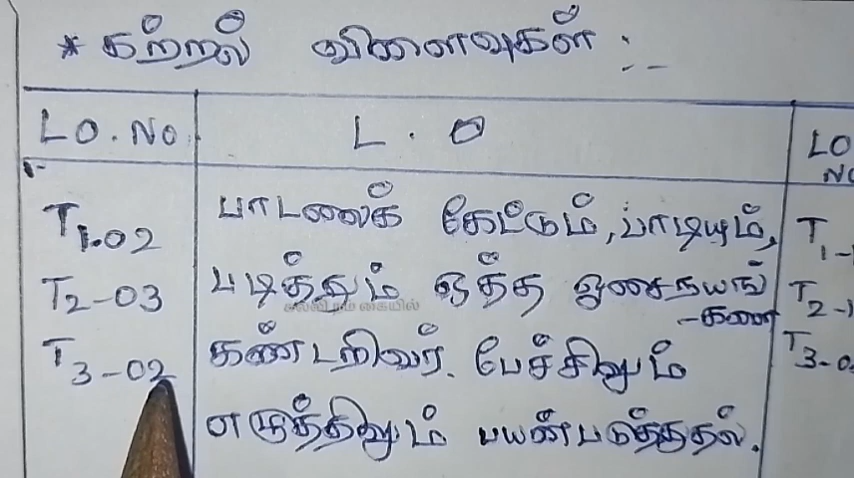 * கற்றல் விளைவுகள் :-
LO. No. L. O LO No
T1.02 பாடலைக் கேட்டும், பாடியும், T1-
T2-03 படித்தும் ஒத்த ஓசைநயங் T2-
-களை
T3-02 கண்டறிவர். பேச்சிலும் T3-0
எழுத்திலும் பயன்படுத்தல்.